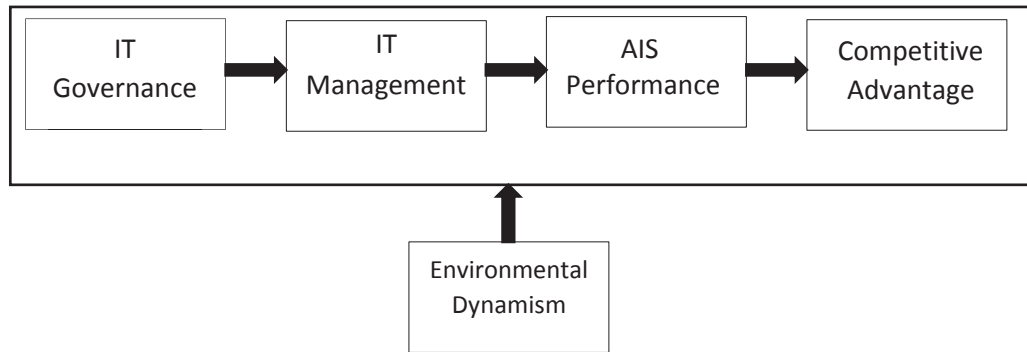 IT
Governance
IT
Management
AIS
Performance
Competitive
Advantage
Environmental
Dynamism